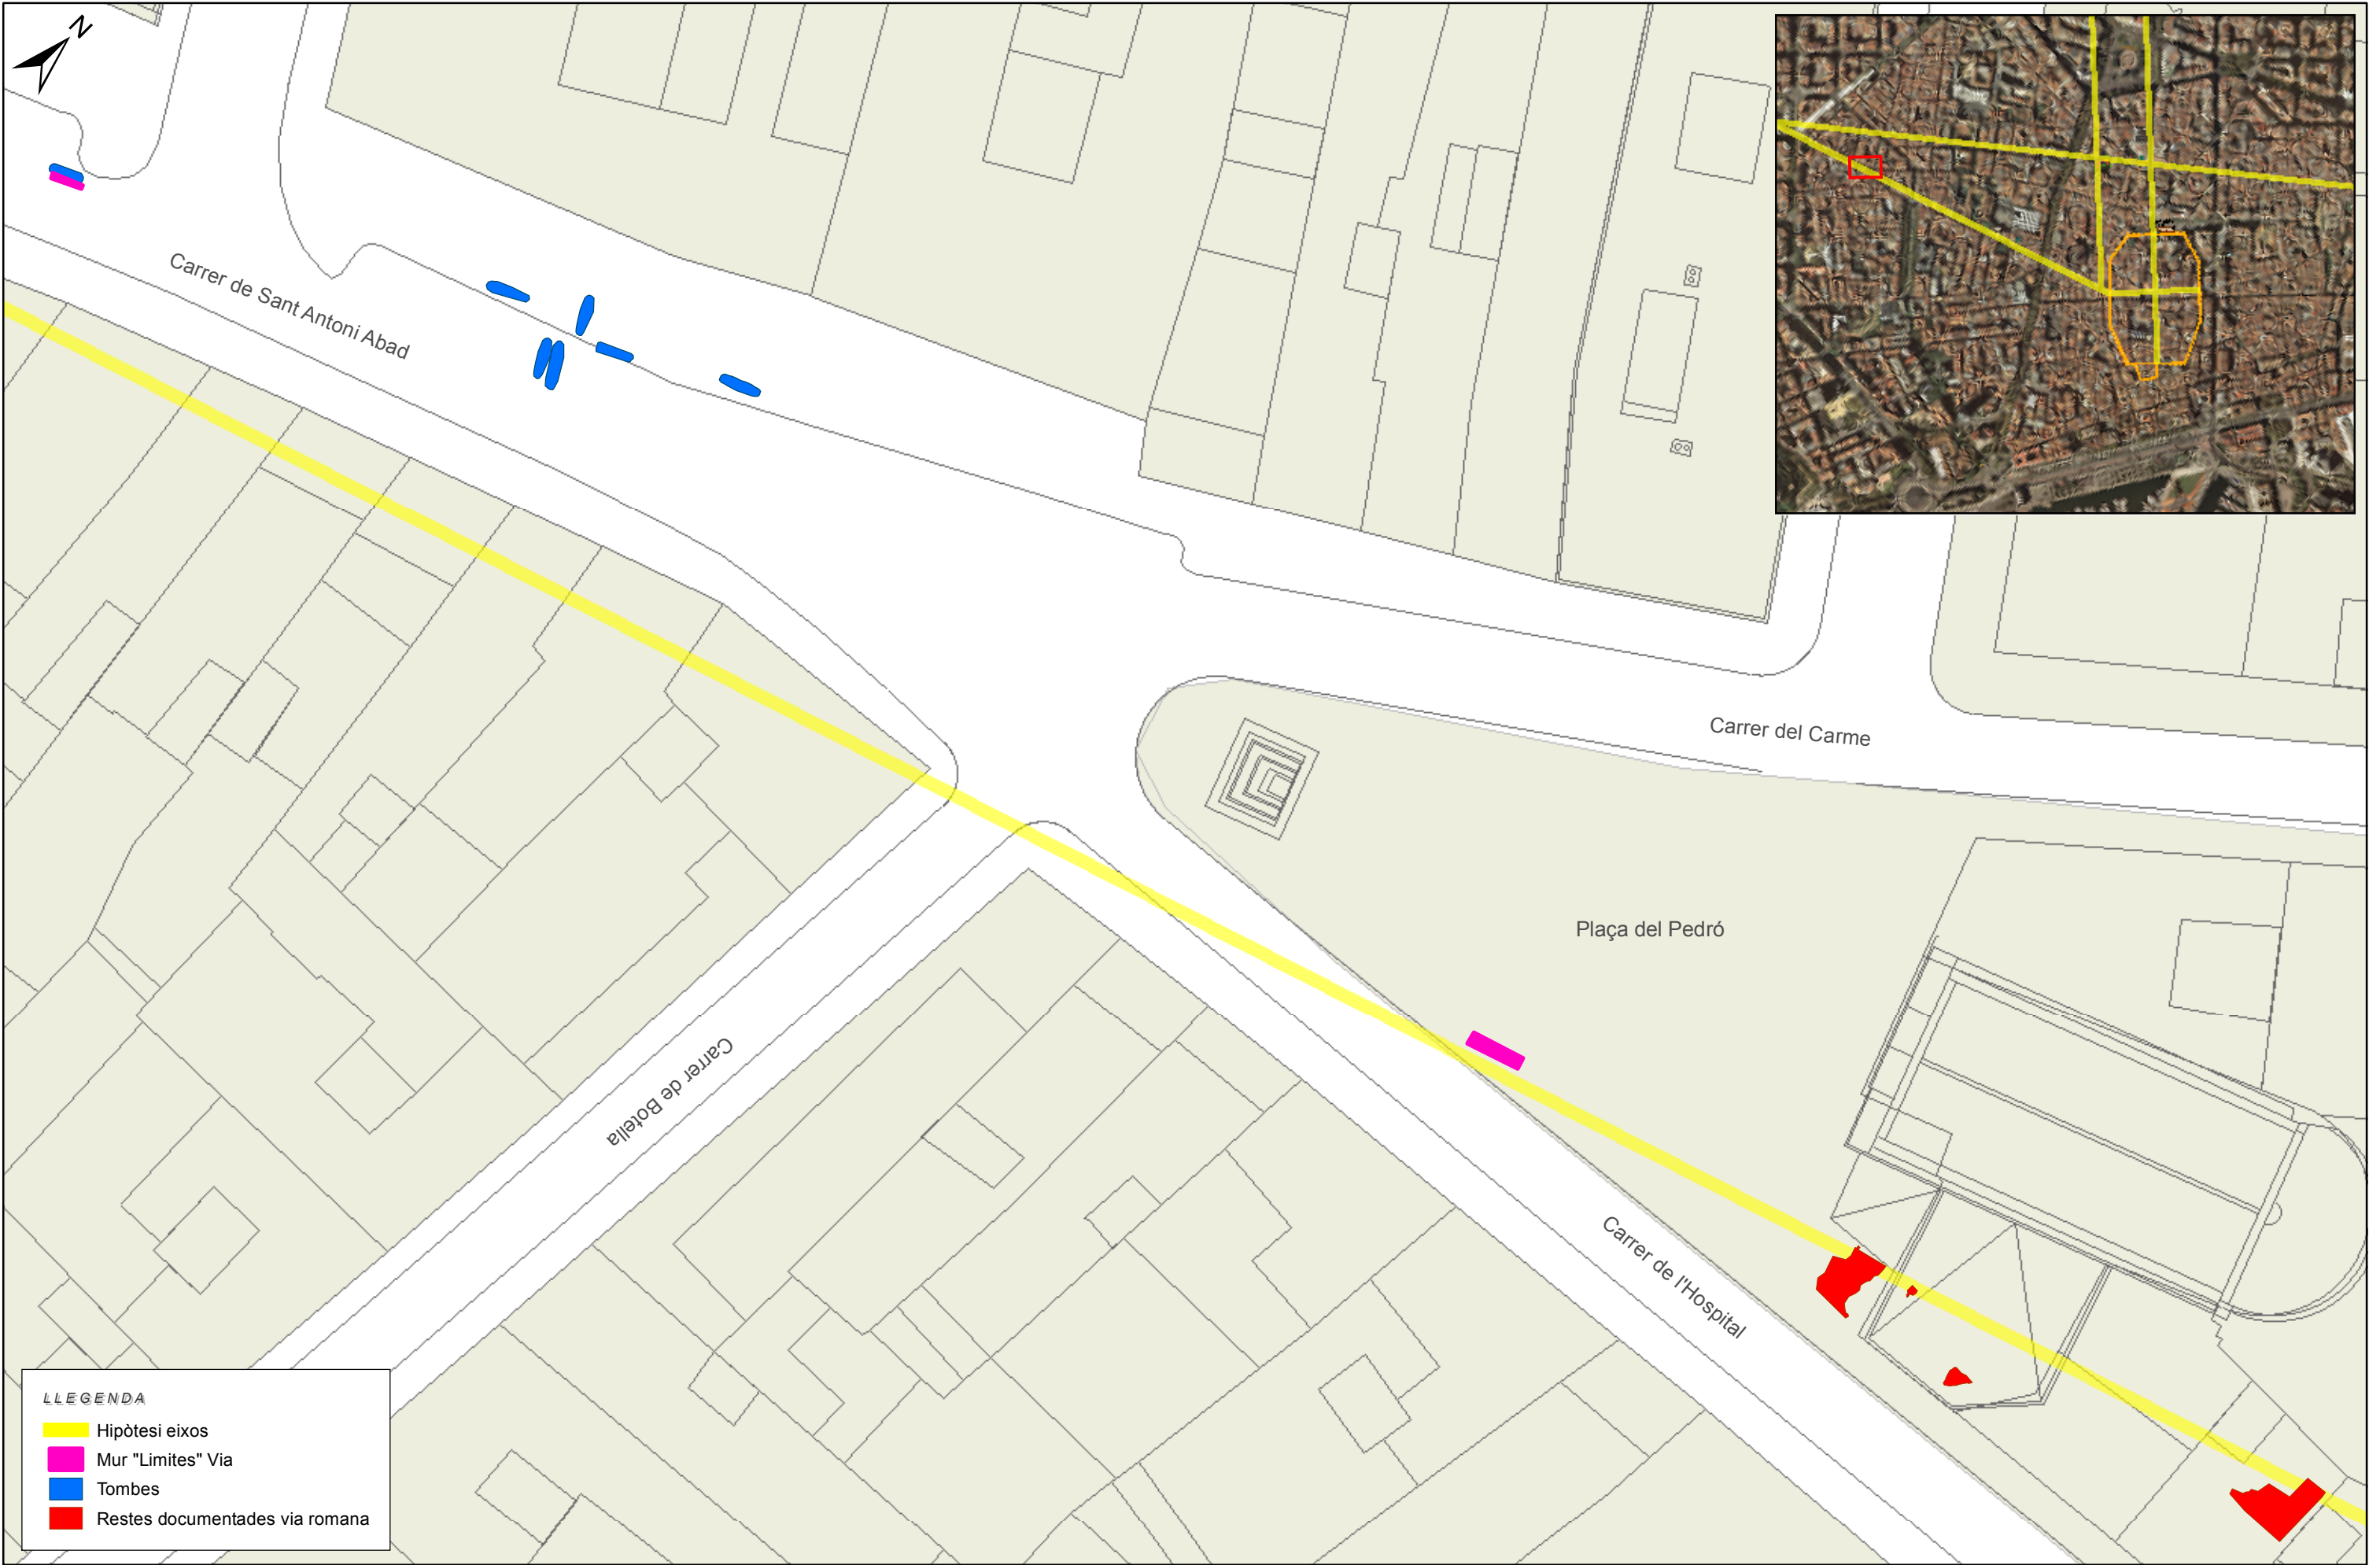 N
Carrer de Sant Antoni Abad
Carrer del Carme
Plaça del Pedró
Carrer de Botella
Carrer de l'Hospital
LLEGENDA
Hipòtesi eixos
Mur "Limites" Via
Tombes
Restes documentades via romana